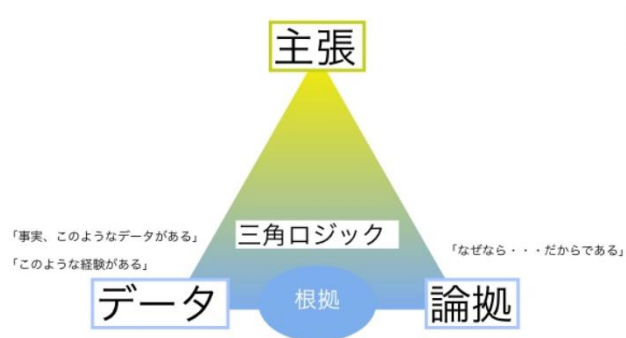 主張
三角ロジック
「事実、このようなデータがある」
「このような経験がある」
「なぜなら・・・だからである」
データ
根拠
論拠